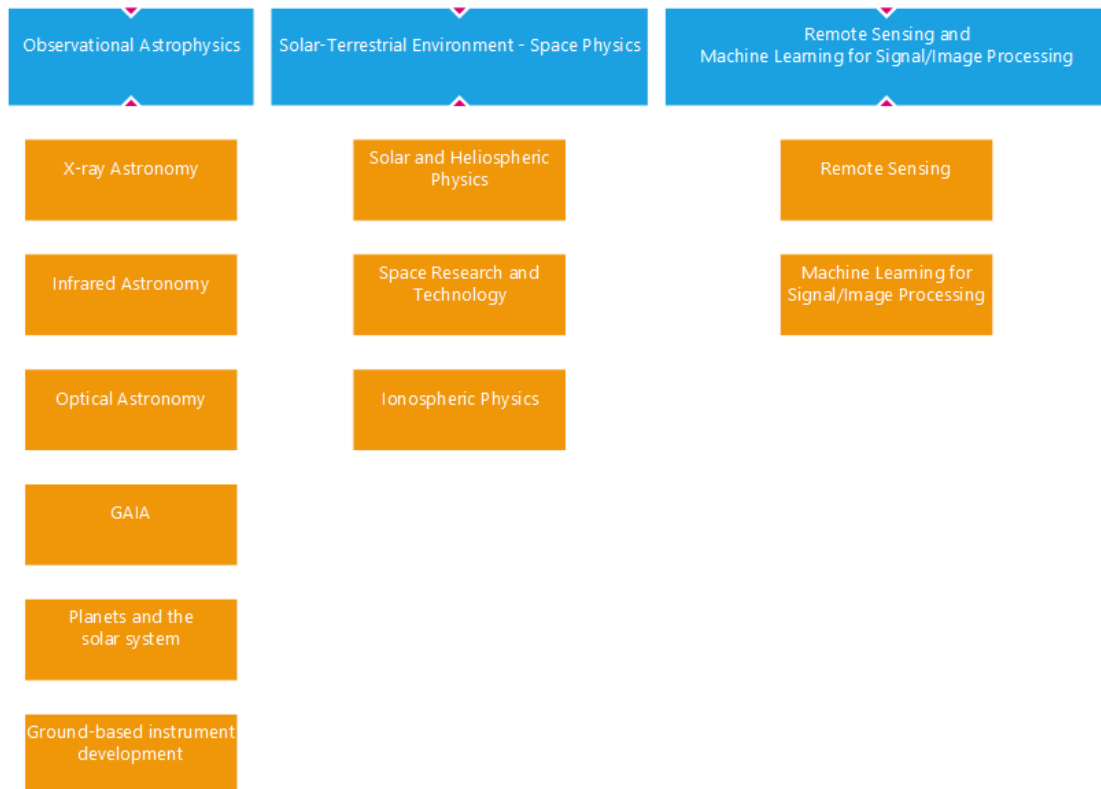 Observational Astrophysics
Solar-Terrestrial Environment - Space Physics
Remote Sensing and
Machine Learning for Signal/Image Processing
X-ray Astronomy
Infrared Astronomy
Optical Astronomy
GAIA
Planets and the
solar system
Ground-based instrument
development
Solar and Heliospheric
Physics
Space Research and
Technology
Ionospheric Physics
Remote Sensing
Machine Learning for
Signal/Image Processing